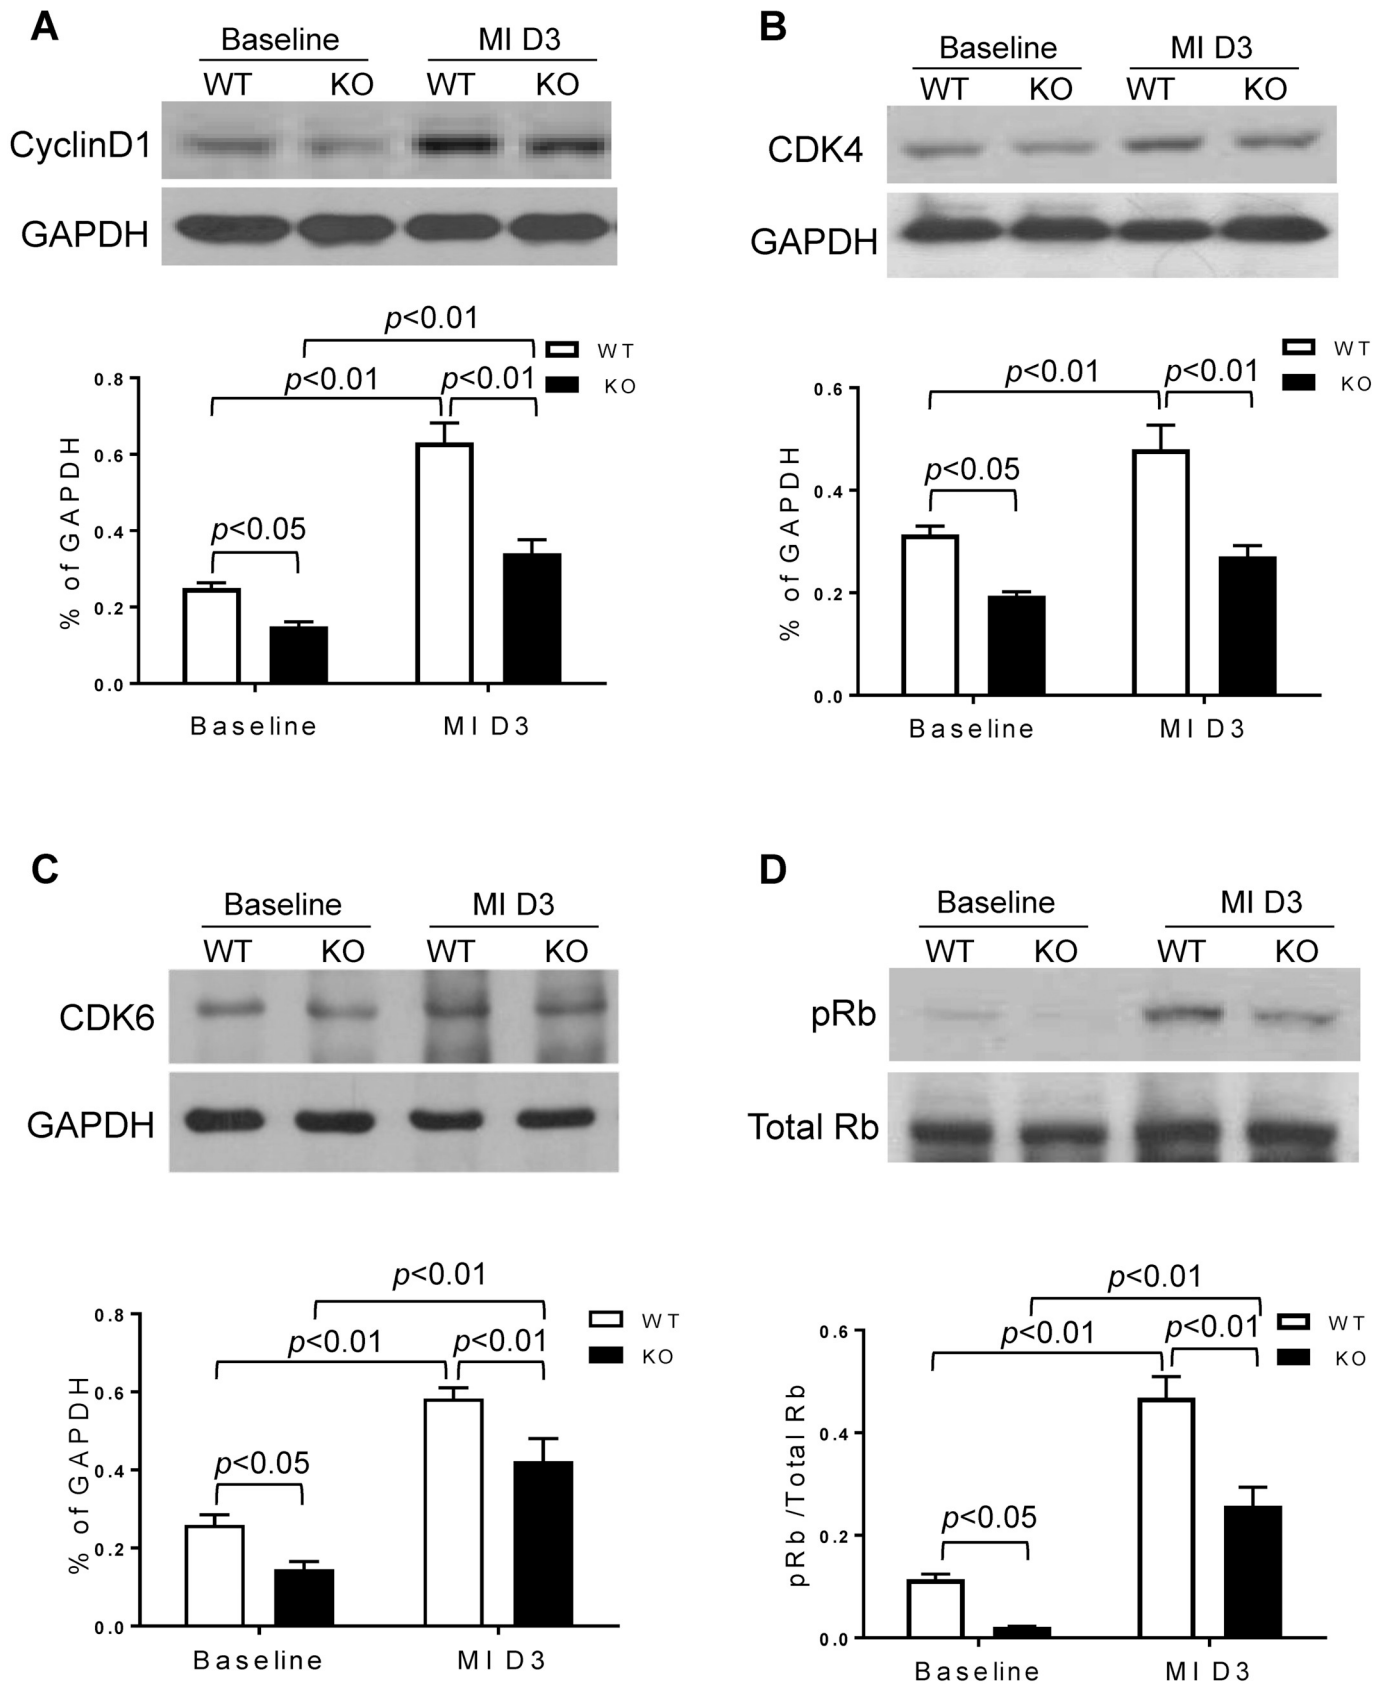 A
Baseline MI D3
WT KO WT KO
CyclinD1
GAPDH
p<0.01
WT
KO
p<0.01 p<0.01
p<0.05
% of GAPDH
0.8
0.6
0.4
0.2
0.0
Baseline MI D3
B
Baseline MI D3
WT KO WT KO
CDK4
GAPDH
WT
KO
p<0.01 p<0.01
p<0.05
% of GAPDH
0.6
0.4
0.2
0.0
Baseline MI D3
C
Baseline MI D3
WT KO WT KO
CDK6
GAPDH
p<0.01
WT
KO
p<0.01 p<0.01
p<0.05
% of GAPDH
0.8
0.6
0.4
0.2
0.0
Baseline MI D3
D
Baseline MI D3
WT KO WT KO
pRb
Total Rb
p<0.01
WT
KO
p<0.01 p<0.01
p<0.05
pRb /Total Rb
0.6
0.4
0.2
0.0
Baseline MI D3